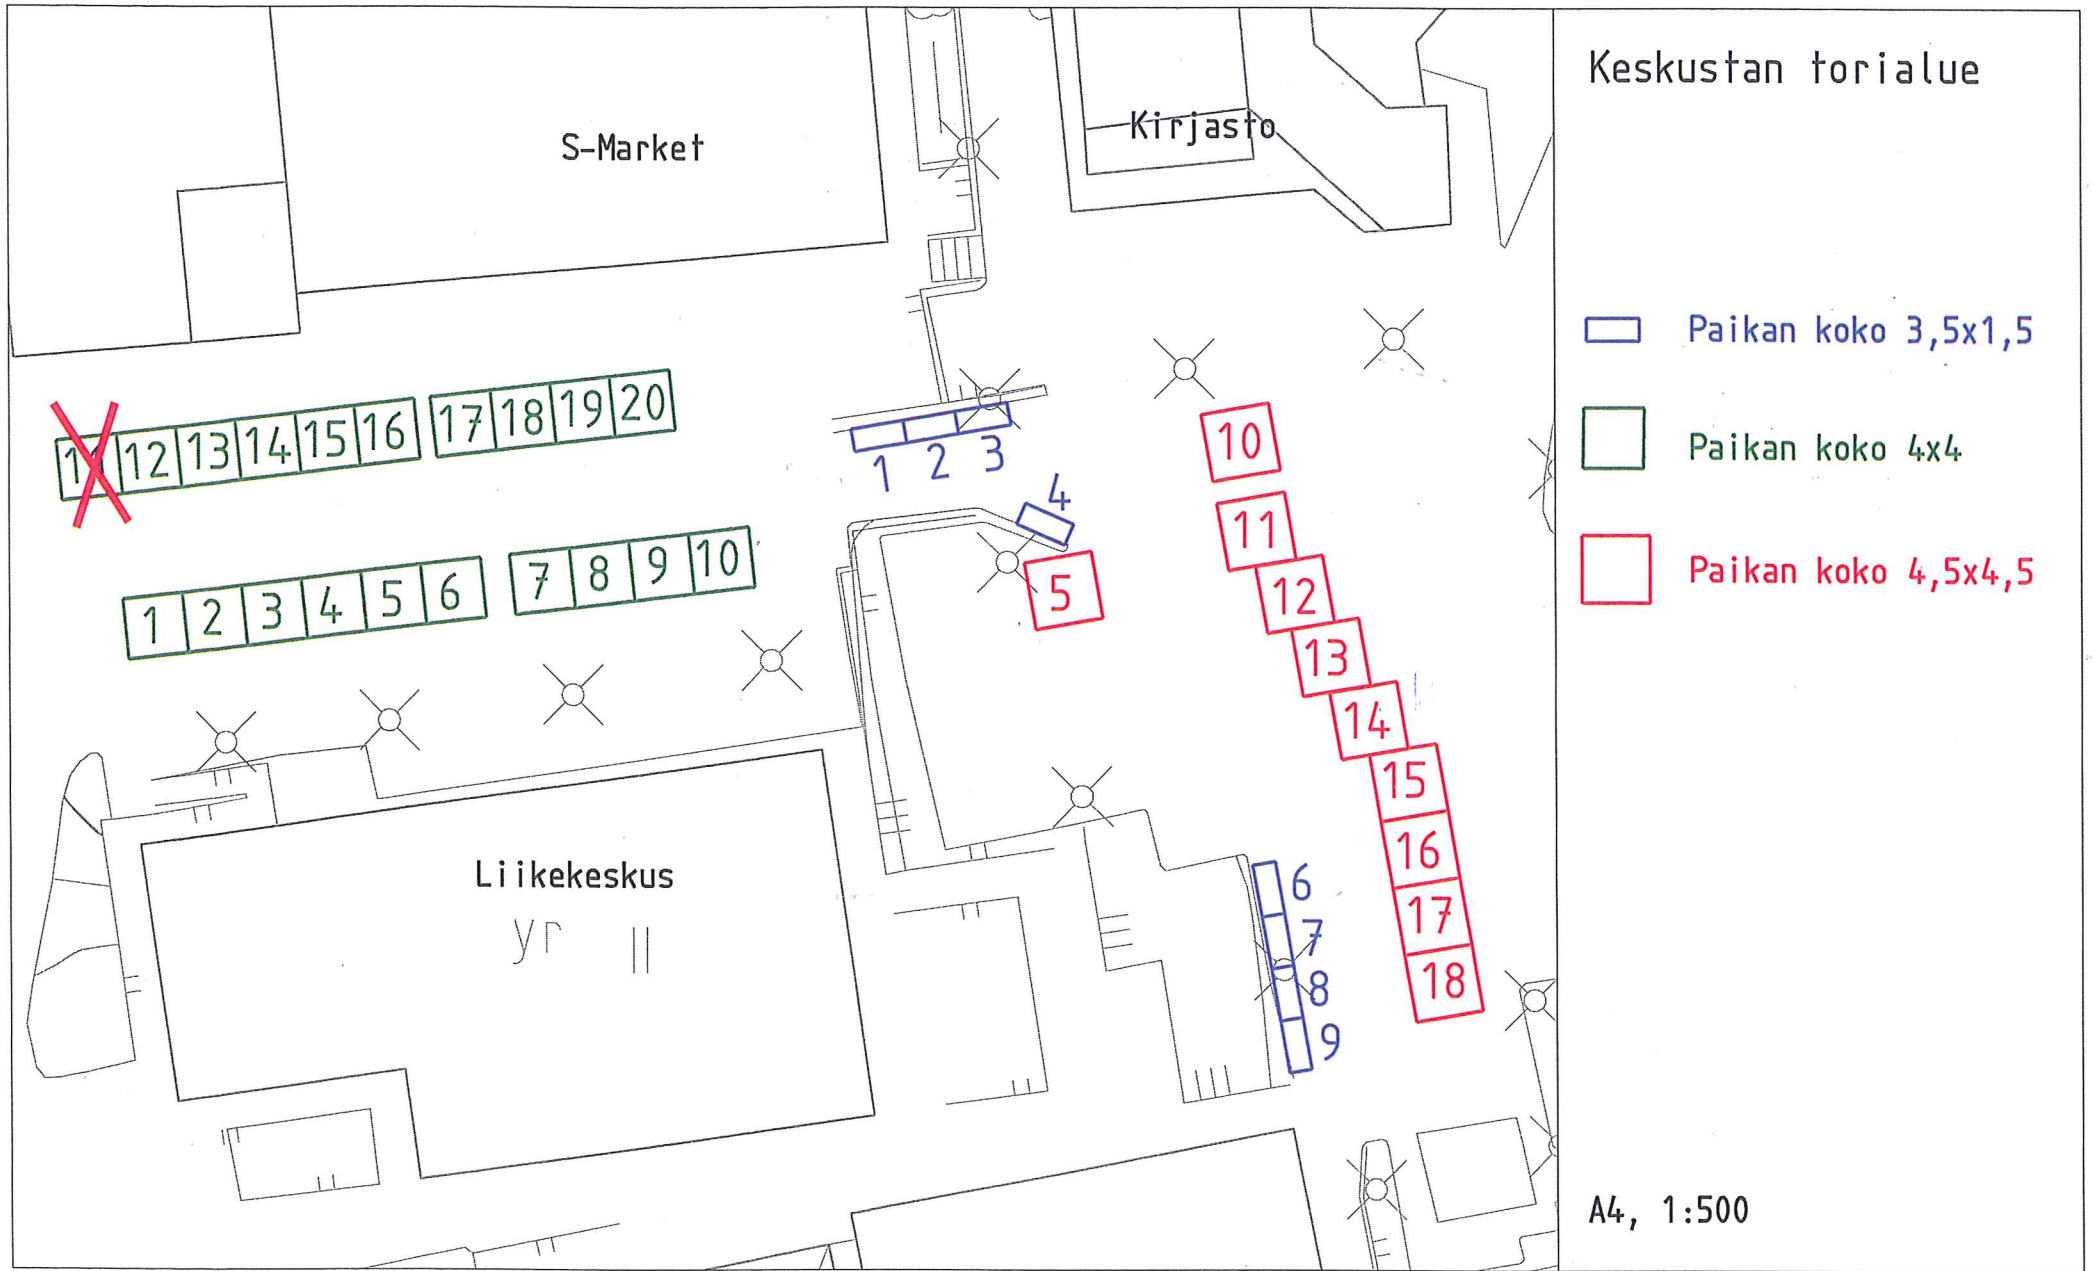 Keskustan torialue
S-Market
Kirjasto
Paikan koko 3,5x1,5
Paikan koko 4x4
Paikan koko 4,5x4,5
11 12 13 14 15 16 17 18 19 20
1 2 3
4
1 2 3 4 5 6 7 8 9 10
5
10
11
12
13
14
15
16
17
18
Liikekeskus
yr II
6
7
8
9
A4, 1:500